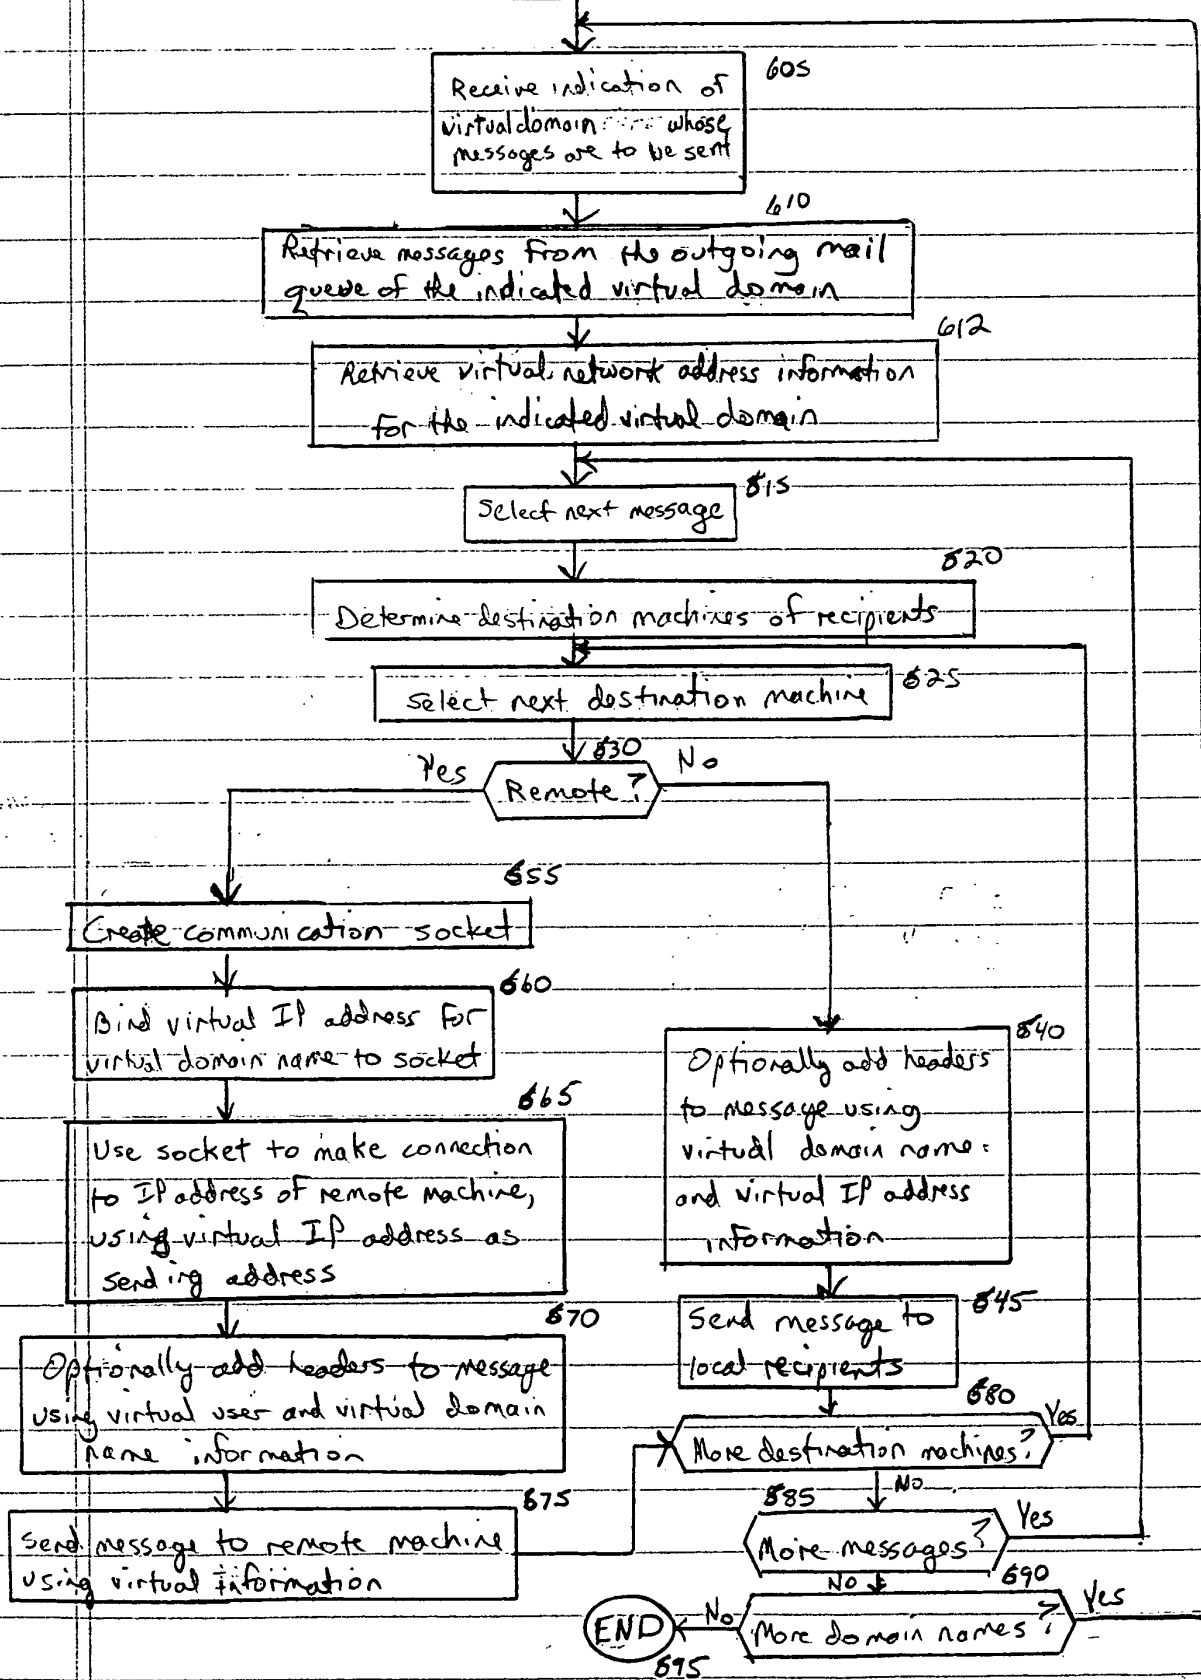 605
Receive indication of
virtual domain whose
messages are to be sent
610
Retrieve messages from the outgoing mail
queue of the indicated virtual domain
612
Retrieve virtual network address information
for the indicated virtual domain
615
Select next message
620
Determine destination machines of recipients
625
Select next destination machine
630
Yes
Remote?
No
655
Create communication socket
660
Bind virtual IP address for
virtual domain name to socket
665
Use socket to make connection
to IP address of remote machine,
using virtual IP address as
sending address
670
Optionally add headers to message
using virtual user and virtual domain
name information
675
Send message to remote machine
using virtual information
640
Optionally add headers
to message using
virtual domain name
and virtual IP address
information
645
Send message to
local recipients
680
More destination machines?
Yes
No
685
More messages?
Yes
No
690
More domain names?
Yes
No
END
695